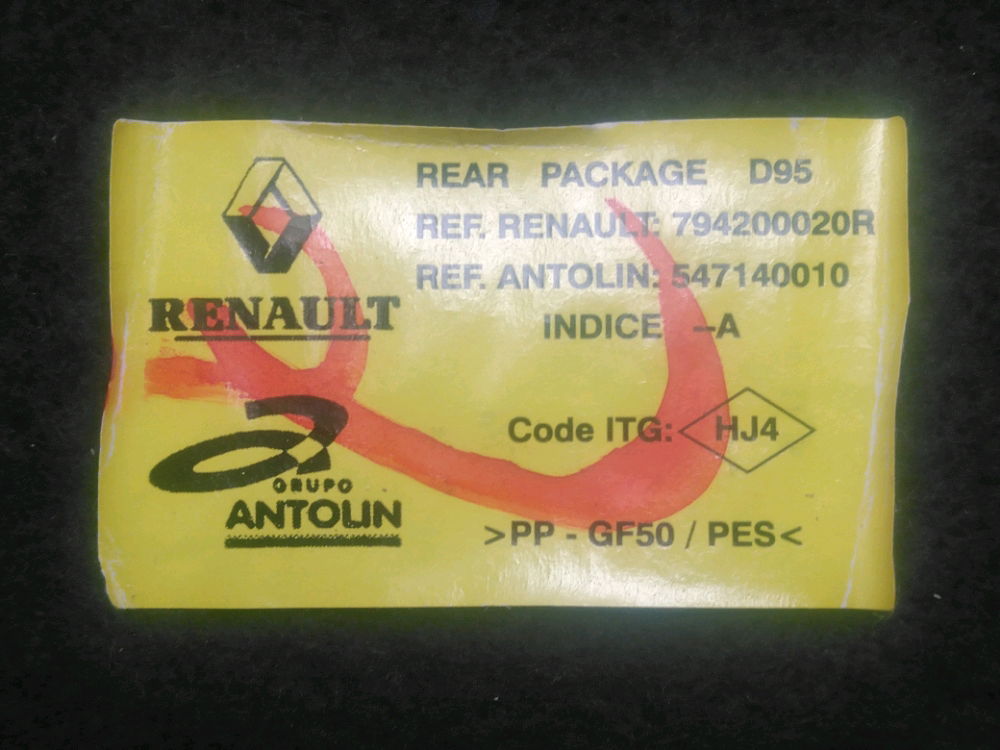 REAR PACKAGE D95
REF. RENAULT: 794200020R
REF. ANTOLIN: 547140010
INDICE –A
RENAULT
Code ITG: HJ4
GRUPO
ANTOLIN
>PP - GF50 / PES<